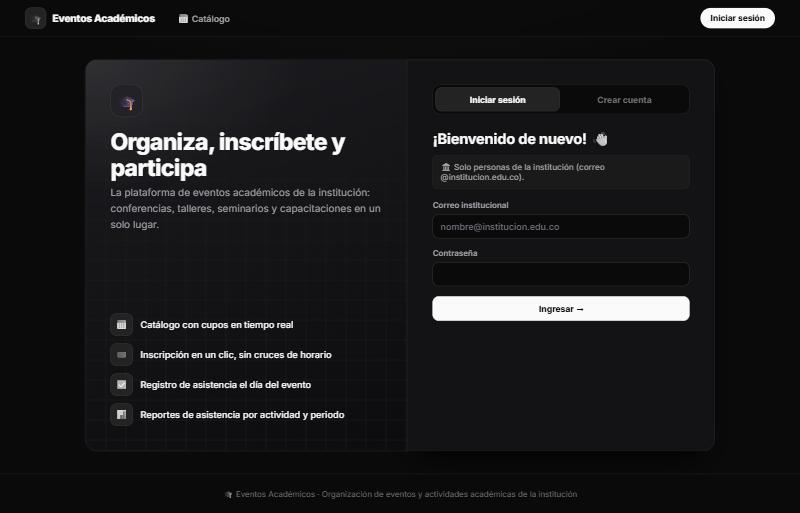 Eventos Académicos
Catálogo
Iniciar sesión
Organiza, inscríbete y
participa
La plataforma de eventos académicos de la institución:
conferencias, talleres, seminarios y capacitaciones en un
solo lugar.
Catálogo con cupos en tiempo real
Inscripción en un clic, sin cruces de horario
Registro de asistencia el día del evento
Reportes de asistencia por actividad y periodo
Iniciar sesión
Crear cuenta
¡Bienvenido de nuevo! 👋
🏛 Solo personas de la institución (correo
@institucion.edu.co).
Correo institucional
nombre@institucion.edu.co
Contraseña
Ingresar →
Eventos Académicos · Organización de eventos y actividades académicas de la institución